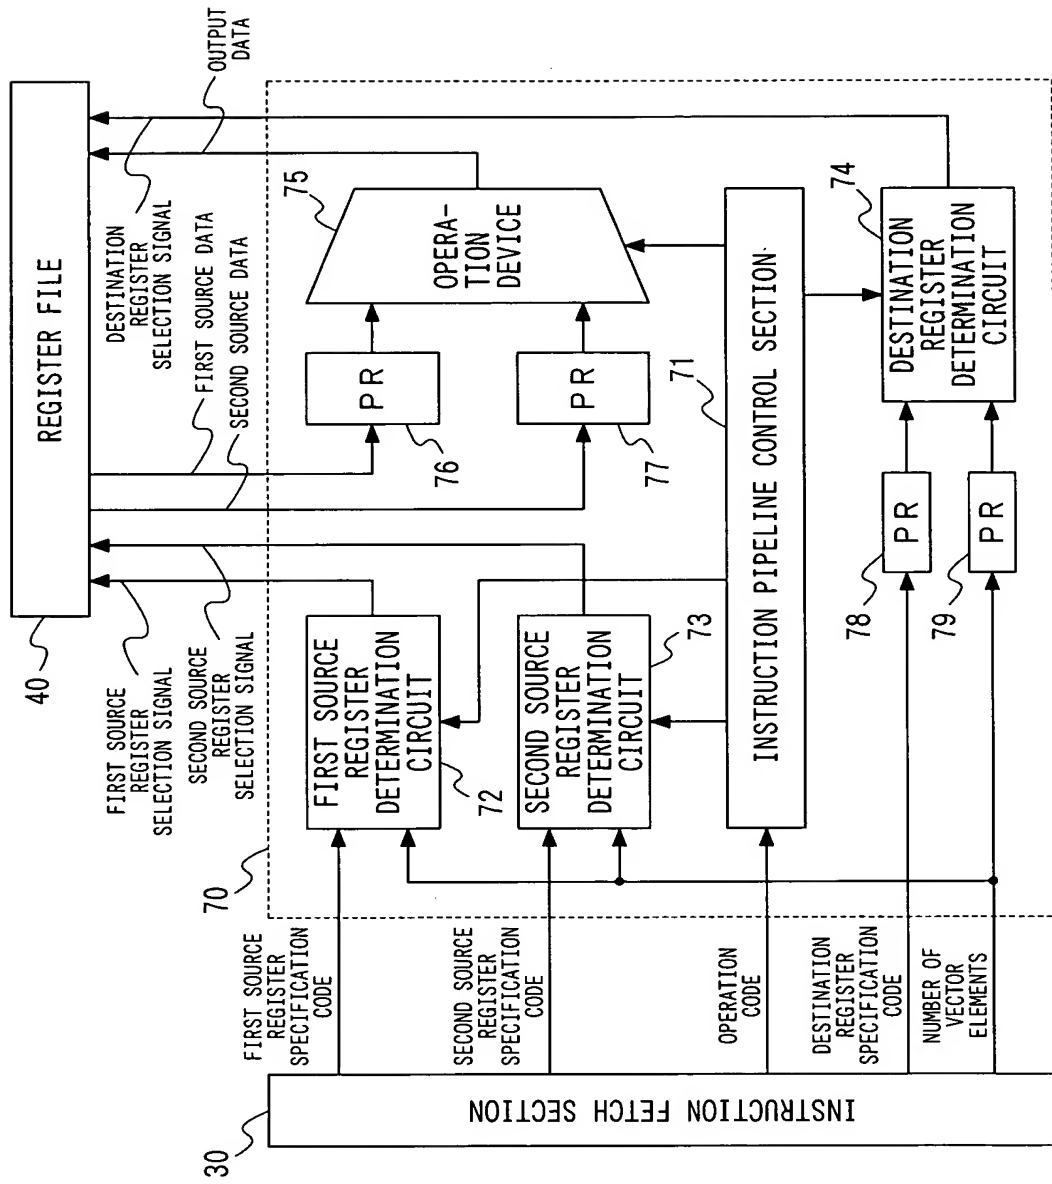 REGISTER FILE
40
OUTPUT
DATA
DESTINATION
REGISTER
SELECTION SIGNAL
FIRST SOURCE DATA
SECOND SOURCE DATA
FIRST SOURCE
REGISTER
SELECTION SIGNAL
SECOND SOURCE
REGISTER
SELECTION SIGNAL
70
FIRST SOURCE
REGISTER
DETERMINATION
CIRCUIT
72
SECOND SOURCE
REGISTER
DETERMINATION
CIRCUIT
73
PR
76
PR
77
OPERA-
TION
DEVICE
75
INSTRUCTION PIPELINE CONTROL SECTION
71
PR
78
PR
79
DESTINATION
REGISTER
DETERMINATION
CIRCUIT
74
FIRST SOURCE
REGISTER
SPECIFICATION
CODE
SECOND SOURCE
REGISTER
SPECIFICATION
CODE
OPERATION
CODE
DESTINATION
REGISTER
SPECIFICATION
CODE
NUMBER OF
VECTOR
ELEMENTS
INSTRUCTION FETCH SECTION
30